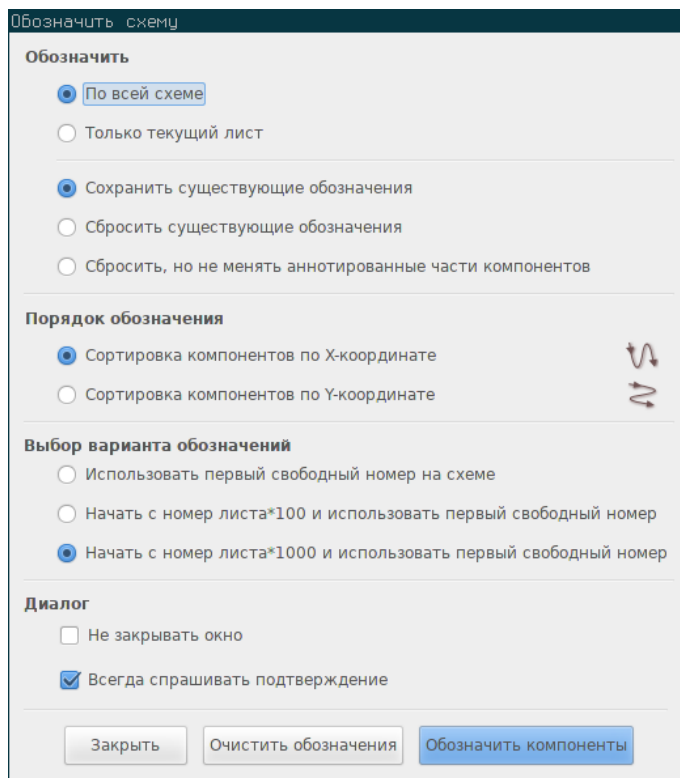 Обозначить схему
Обозначить
По всей схеме
Только текущий лист
Сохранить существующие обозначения
Сбросить существующие обозначения
Сбросить, но не менять аннотированные части компонентов
Порядок обозначения
Сортировка компонентов по X-координате
Сортировка компонентов по Y-координате
Выбор варианта обозначений
Использовать первый свободный номер на схеме
Начать с номер листа*100 и использовать первый свободный номер
Начать с номер листа*1000 и использовать первый свободный номер
Диалог
Не закрывать окно
Всегда спрашивать подтверждение
Закрыть Очистить обозначения Обозначить компоненты